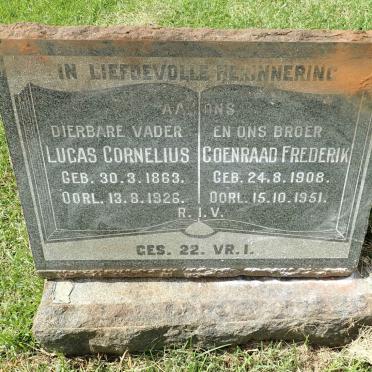 IN LIEFDEVOLLE HERINNERING
AAN ONS
DIERBARE VADER
LUCAS CORNELIUS
GEB. 30.3.1863.
OORL. 13.8.1926.
EN ONS BROER
COENRAAD FREDERIK
GEB. 24.8.1908.
OORL. 15.10.1951.
R.I.V.
GES. 22. VR.1.